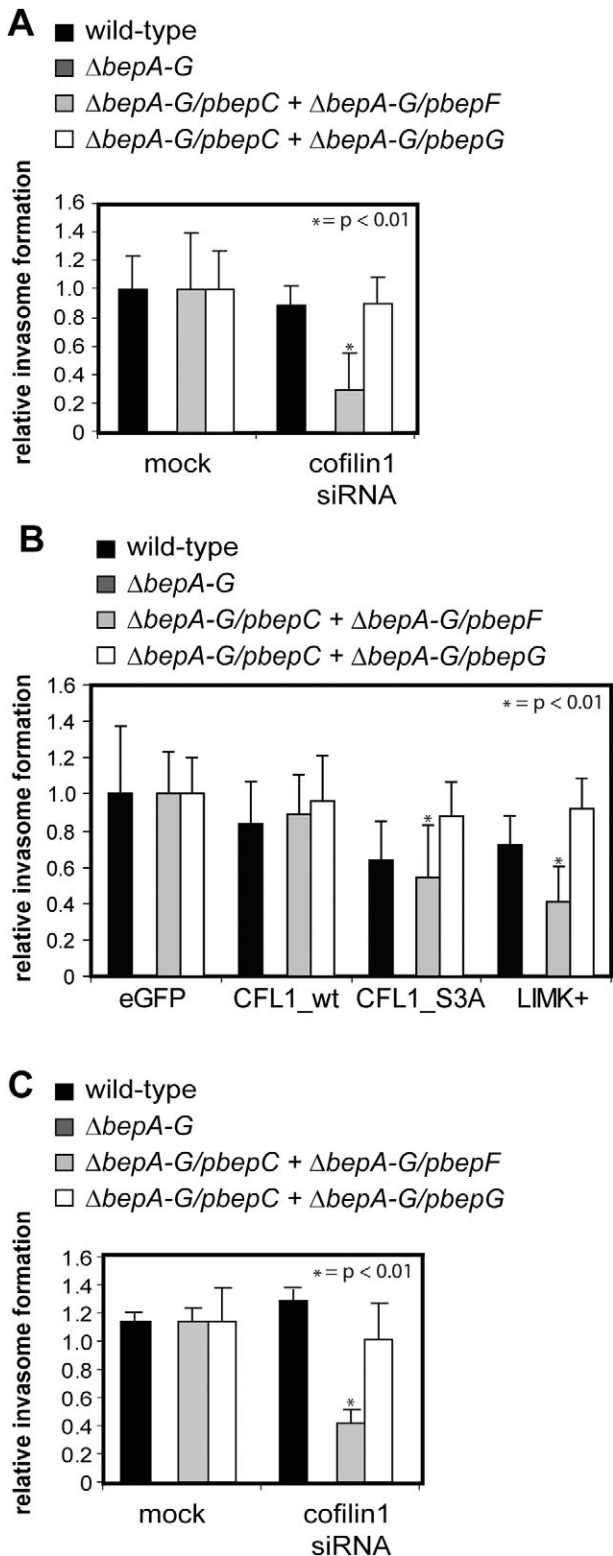 A
wild-type
ΔbepA-G
ΔbepA-G/pbepC + ΔbepA-G/pbepF
ΔbepA-G/pbepC + ΔbepA-G/pbepG
relative invasome formation
1.6
1.4
1.2
1.0
0.8
0.6
0.4
0.2
0
*= p < 0.01
*
mock
cofilin1
siRNA
B
wild-type
ΔbepA-G
ΔbepA-G/pbepC + ΔbepA-G/pbepF
ΔbepA-G/pbepC + ΔbepA-G/pbepG
relative invasome formation
1.6
1.4
1.2
1.0
0.8
0.6
0.4
0.2
0
* = p < 0.01
*
*
eGFP
CFL1_wt
CFL1_S3A
LIMK+
C
wild-type
ΔbepA-G
ΔbepA-G/pbepC + ΔbepA-G/pbepF
ΔbepA-G/pbepC + ΔbepA-G/pbepG
relative invasome formation
1.6
1.4
1.2
1.0
0.8
0.6
0.4
0.2
0
* = p < 0.01
*
mock
cofilin1
siRNA